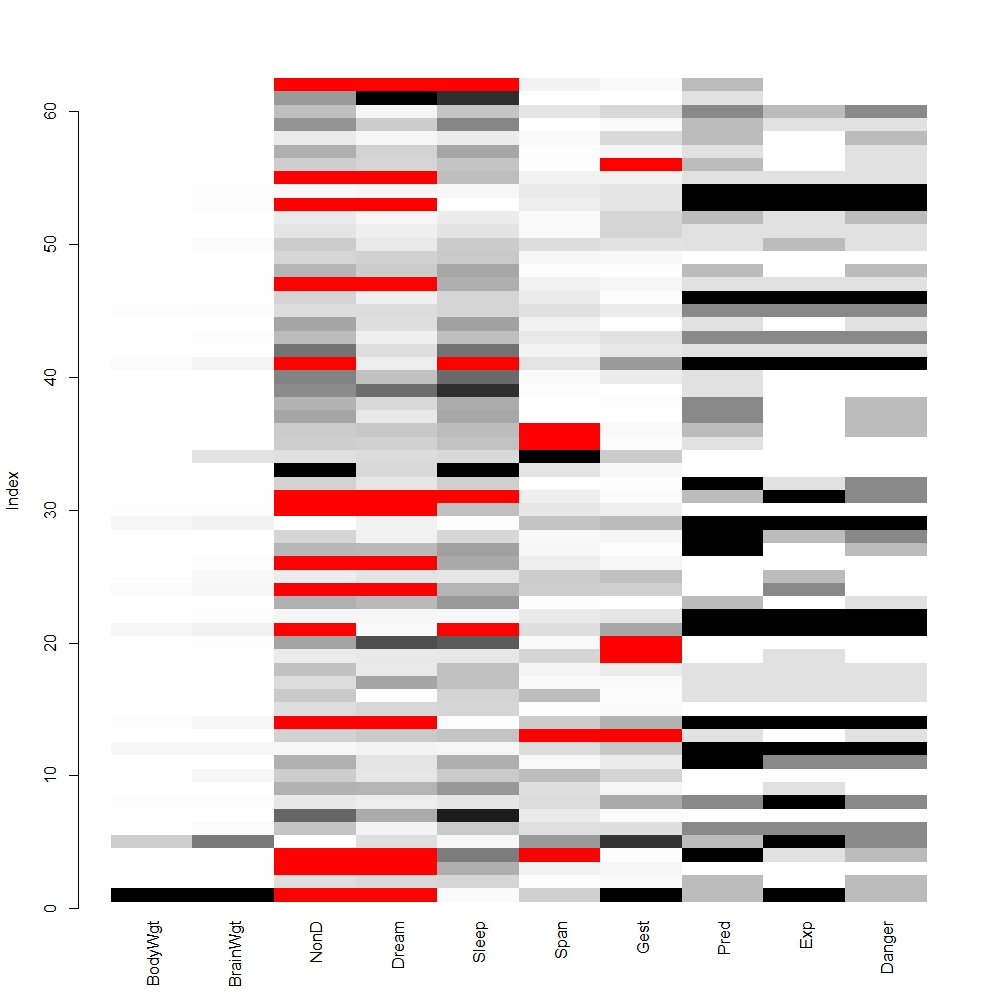 60
50
40
30
20
10
0
Index
BodyWgt
BrainWgt
NonD
Dream
Sleep
Span
Gest
Pred
Exp
Danger